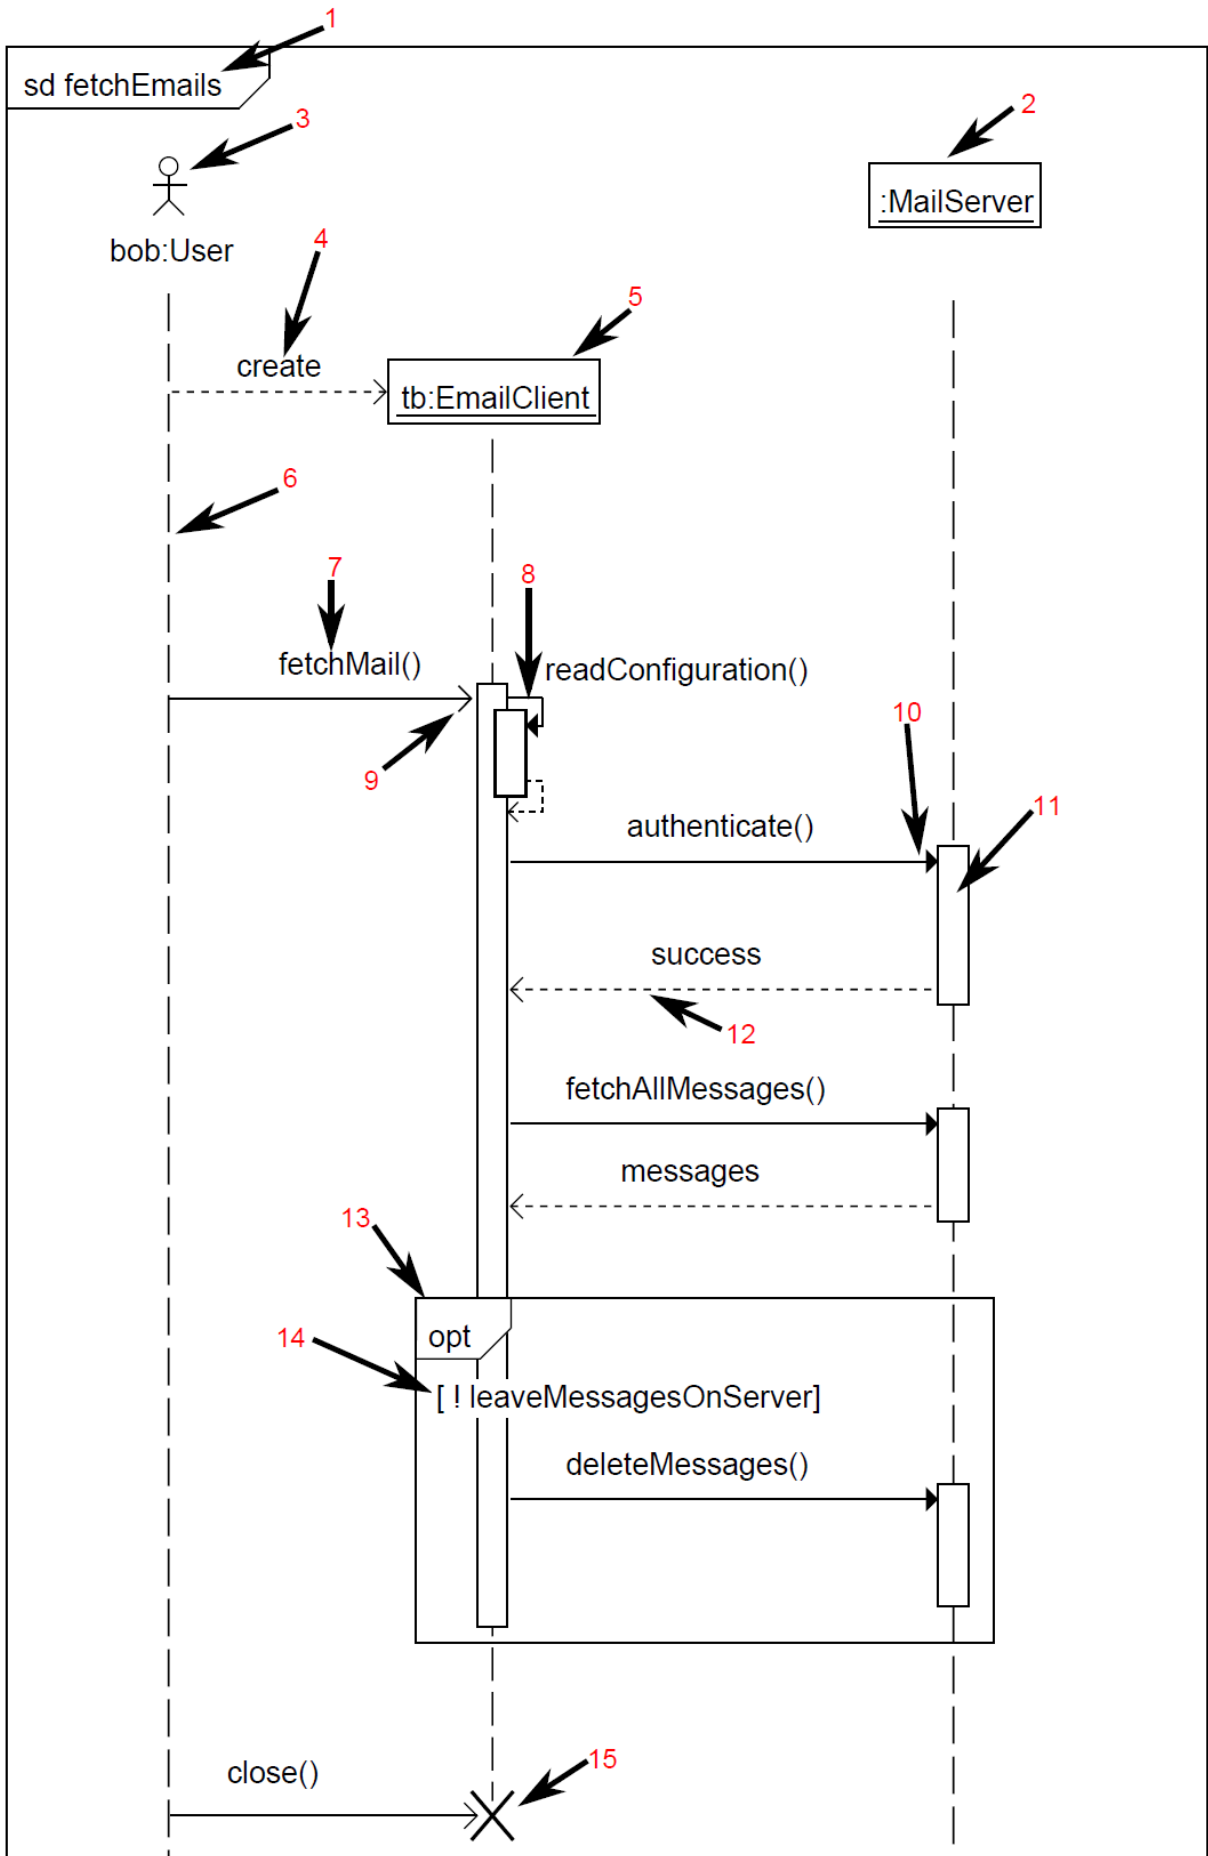 1
sd fetchEmails
3
2
:MailServer
bob:User
4
5
create
tb:EmailClient
6
7
8
fetchMail()
readConfiguration()
9
10
11
authenticate()
success
12
fetchAllMessages()
messages
13
opt
14
[ ! leaveMessagesOnServer]
deleteMessages()
close()
15